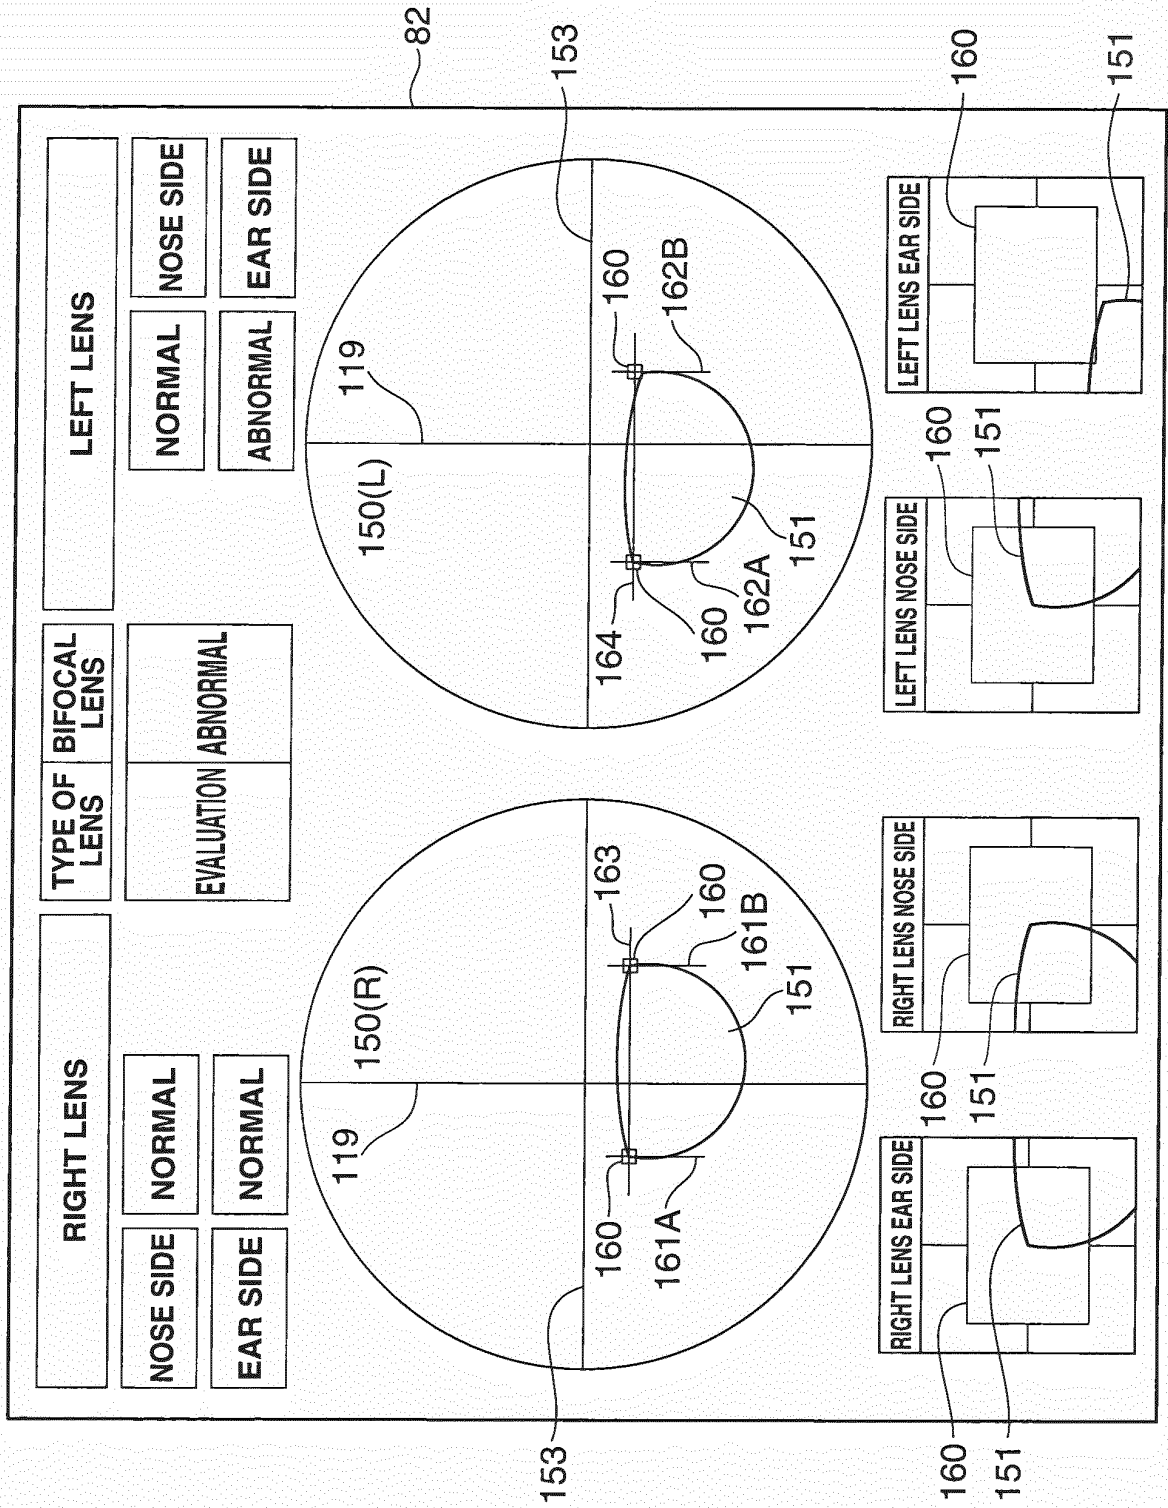 82
RIGHT LENS
TYPE OF
LENS
BIFOCAL
LENS
LEFT LENS
NOSE SIDE
NORMAL
EVALUATION
ABNORMAL
NORMAL
NOSE SIDE
EAR SIDE
NORMAL
ABNORMAL
EAR SIDE
119
150(R)
150(L)
119
153
153
160
163
164
160
160
161A
161B
160
162A
162B
151
151
RIGHT LENS EAR SIDE
RIGHT LENS NOSE SIDE
LEFT LENS NOSE SIDE
LEFT LENS EAR SIDE
160
160
160
160
151
151
151
151